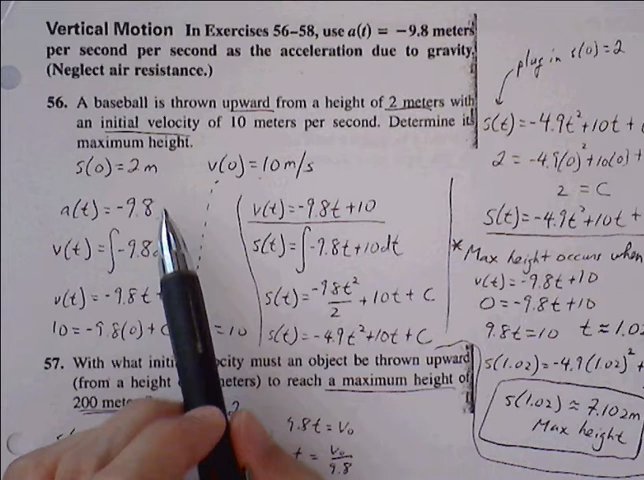 Vertical Motion In Exercises 56–58, use a(t) = −9.8 meters
per second per second as the acceleration due to gravity.
(Neglect air resistance.)
56. A baseball is thrown upward from a height of 2 meters with
an initial velocity of 10 meters per second. Determine its
maximum height.
s(0)=2m v(0)=10m/s
a(t)=-9.8
v(t)=∫-9.8
v(t)=-9.8t+
10=-9.8(0)+C =10
v(t)=-9.8t+10
s(t)=∫-9.8t+10dt
s(t)=-9.8t²/2+10t+C
s(t)=-4.9t²+10t+C
plug in s(0)=2
s(t)=-4.9t²+10t+
2=-4.9(0)²+10(0)+
2=C
s(t)=-4.9t²+10t+
*Max height occurs when
v(t)=-9.8t+10
0=-9.8t+10
9.8t=10 t≈1.02
s(1.02)=-4.9(1.02)²+
s(1.02)≈7.102m
Max height
57. With what must an object be thrown upward
(from a height to reach a maximum height of
200
9.8t=V₀
t=V₀/9.8